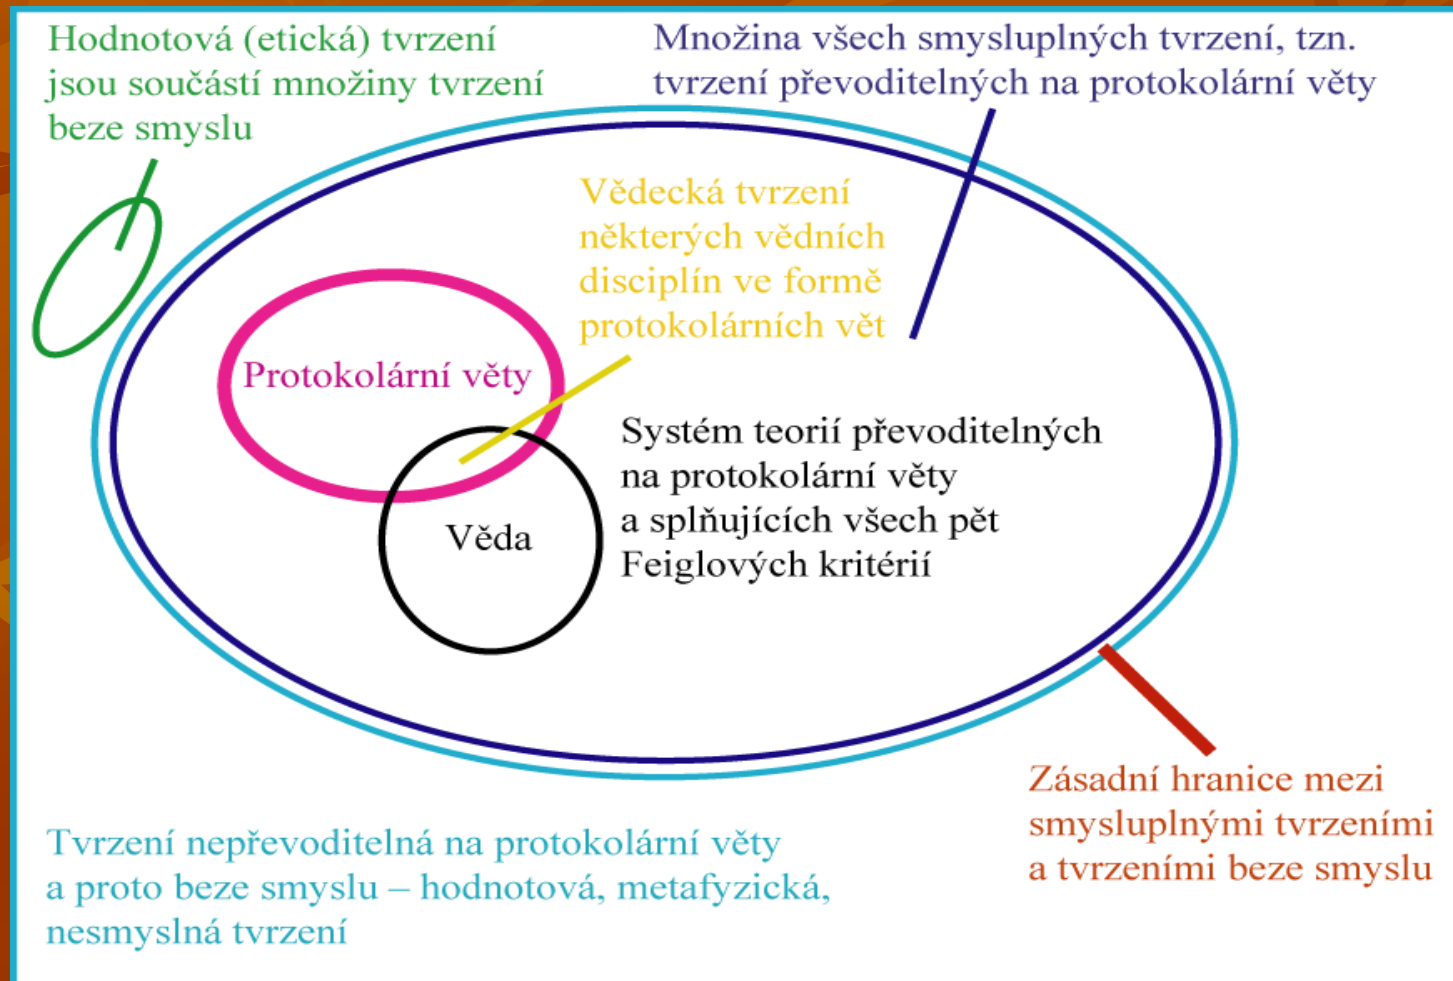 Hodnotová (etická) tvrzení
jsou součástí množiny tvrzení
beze smyslu
Množina všech smysluplných tvrzení, tzn.
tvrzení převoditelných na protokolární věty
Vědecká tvrzení
některých vědních
disciplín ve formě
protokolárních vět
Protokolární věty
Systém teorií převoditelných
na protokolární věty
a splňujících všech pět
Feiglových kritérií
Věda
Zásadní hranice mezi
smysluplnými tvrzeními
a tvrzeními beze smyslu
Tvrzení nepřevoditelná na protokolární věty
a proto beze smyslu – hodnotová, metafyzická,
nesmyslná tvrzení